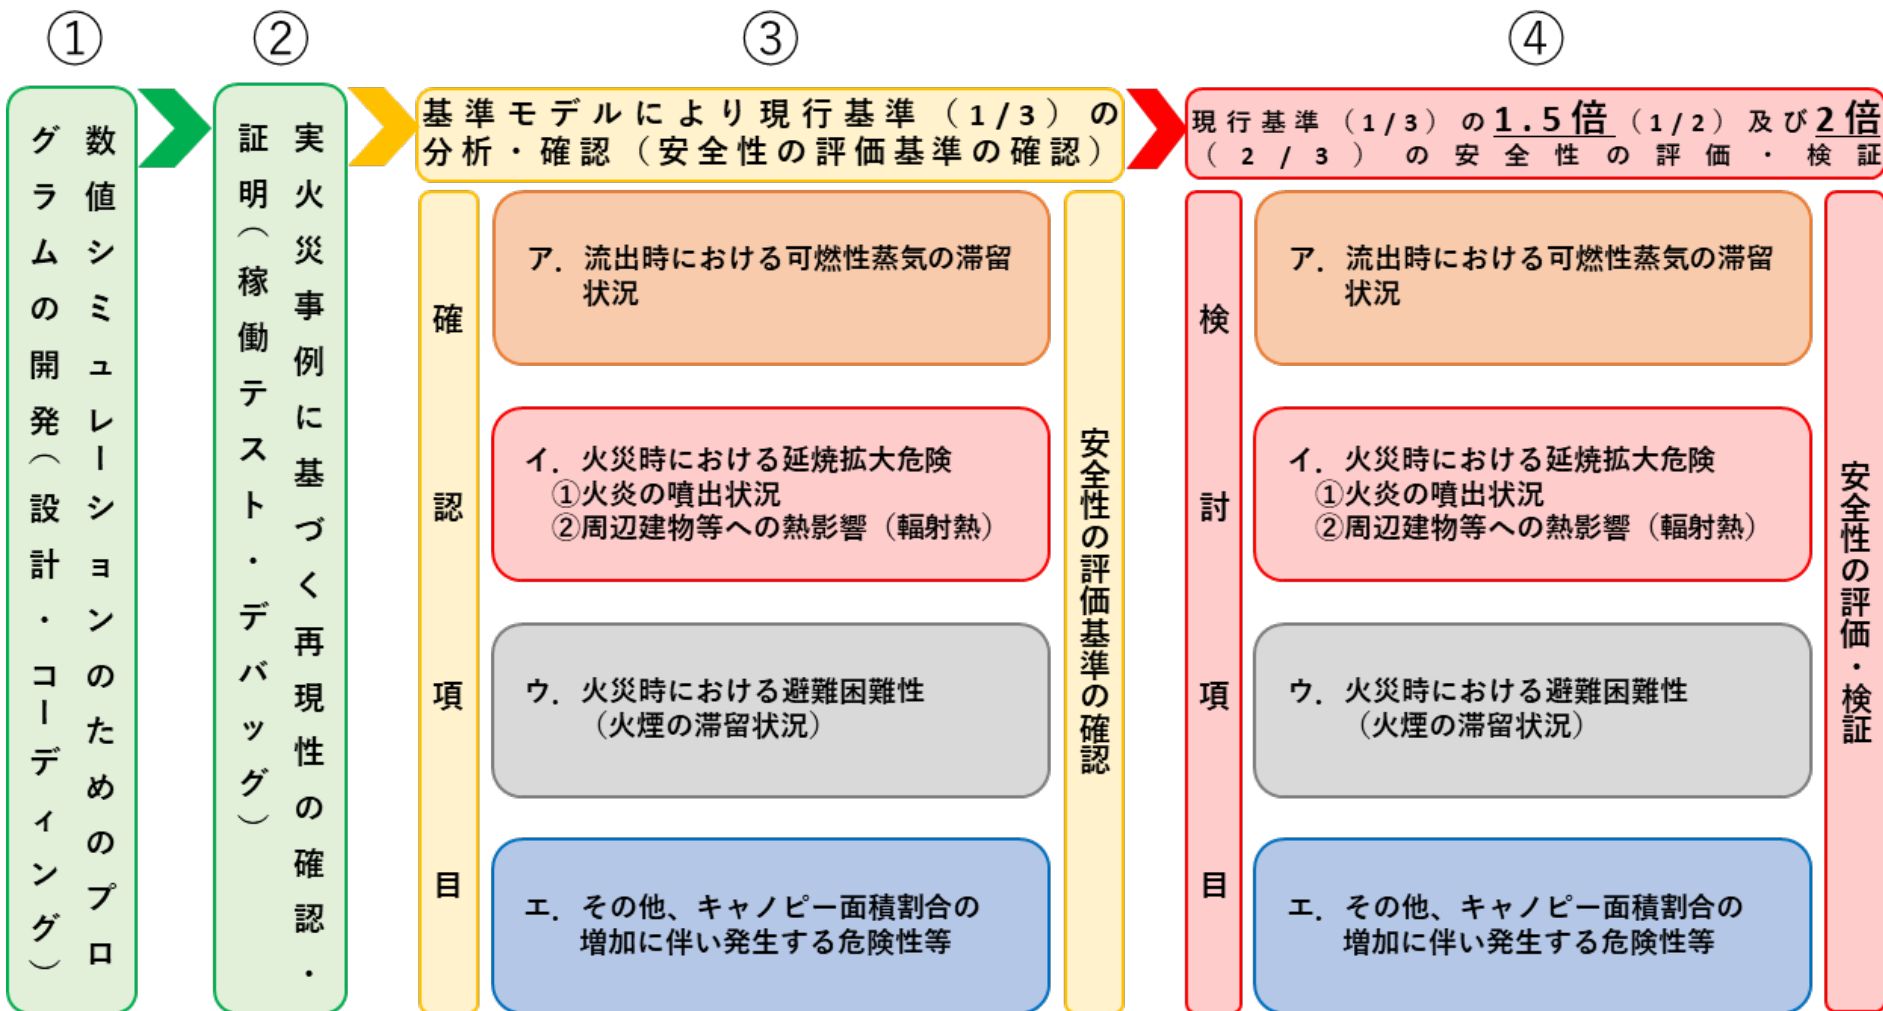 ①
数値シミュレーションのためのプロ
グラムの開発（設計・コーディング）
②
実火災事例に基づく再現性の確認・
証明（稼働テスト・デバッグ）
③
基準モデルにより現行基準（1/3）の
分析・確認（安全性の評価基準の確認）
確認項目
ア．流出時における可燃性蒸気の滞留
状況
イ．火災時における延焼拡大危険
①火炎の噴出状況
②周辺建物等への熱影響（輻射熱）
ウ．火災時における避難困難性
（火煙の滞留状況）
エ．その他、キャノピー面積割合の
増加に伴い発生する危険性等
安全性の評価基準の確認
④
現行基準（1/3）の1.5倍（1/2）及び2倍
（2/3）の安全性の評価・検証
検討項目
ア．流出時における可燃性蒸気の滞留
状況
イ．火災時における延焼拡大危険
①火炎の噴出状況
②周辺建物等への熱影響（輻射熱）
ウ．火災時における避難困難性
（火煙の滞留状況）
エ．その他、キャノピー面積割合の
増加に伴い発生する危険性等
安全性の評価・検証